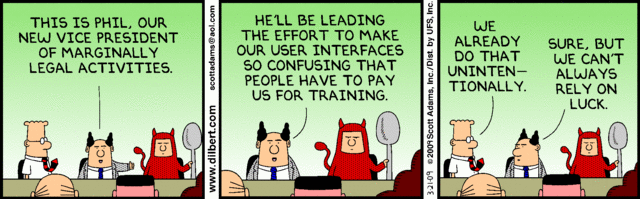 THIS IS PHIL, OUR
NEW VICE PRESIDENT
OF MARGINALLY
LEGAL ACTIVITIES.
www.dilbert.com
scottadams@aol.com
HE'LL BE LEADING
THE EFFORT TO MAKE
OUR USER INTERFACES
SO CONFUSING THAT
PEOPLE HAVE TO PAY
US FOR TRAINING.
3-21-09 © 2009 Scott Adams, Inc./Dist. by UFS, Inc.
WE
ALREADY
DO THAT
UNINTEN-
TIONALLY.
SURE, BUT
WE CAN'T
ALWAYS
RELY ON
LUCK.